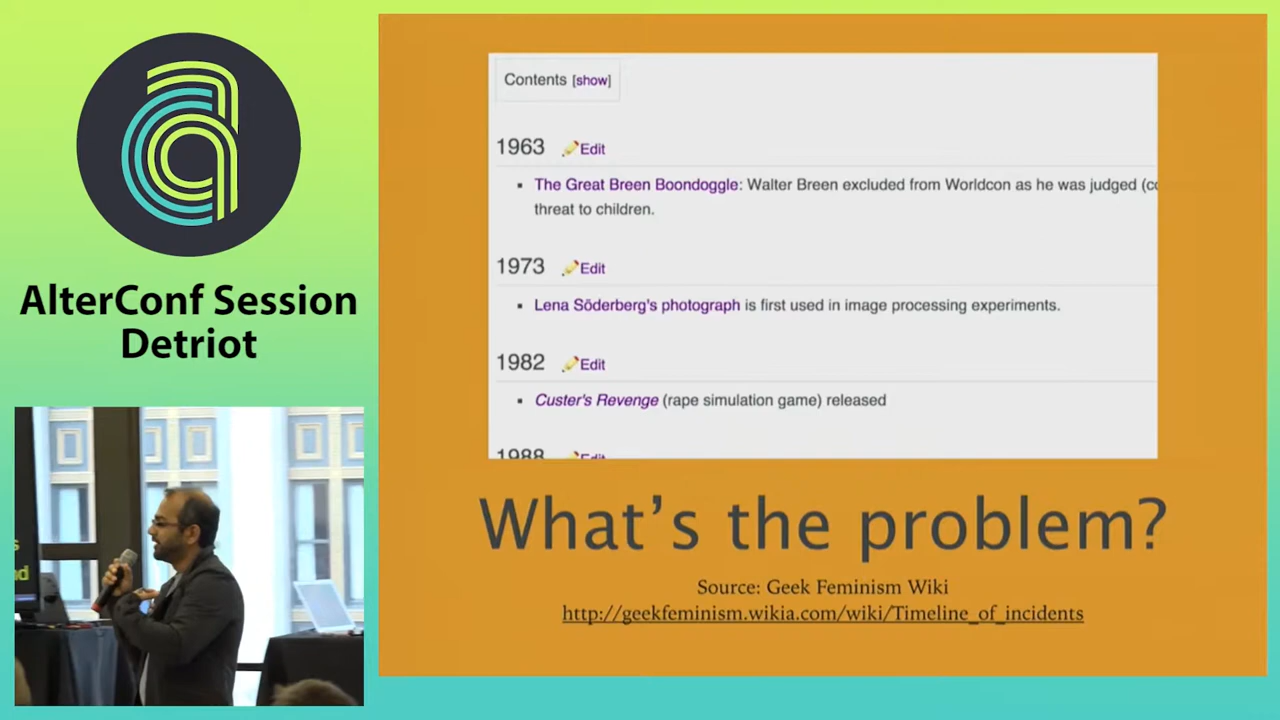 AlterConf Session
Detriot
Contents [show]
1963 Edit
The Great Breen Boondoggle: Walter Breen excluded from Worldcon as he was judged (co
threat to children.
1973 Edit
Lena Söderberg's photograph is first used in image processing experiments.
1982 Edit
Custer's Revenge (rape simulation game) released
1988 Edit
What's the problem?
Source: Geek Feminism Wiki
http://geekfeminism.wikia.com/wiki/Timeline_of_incidents